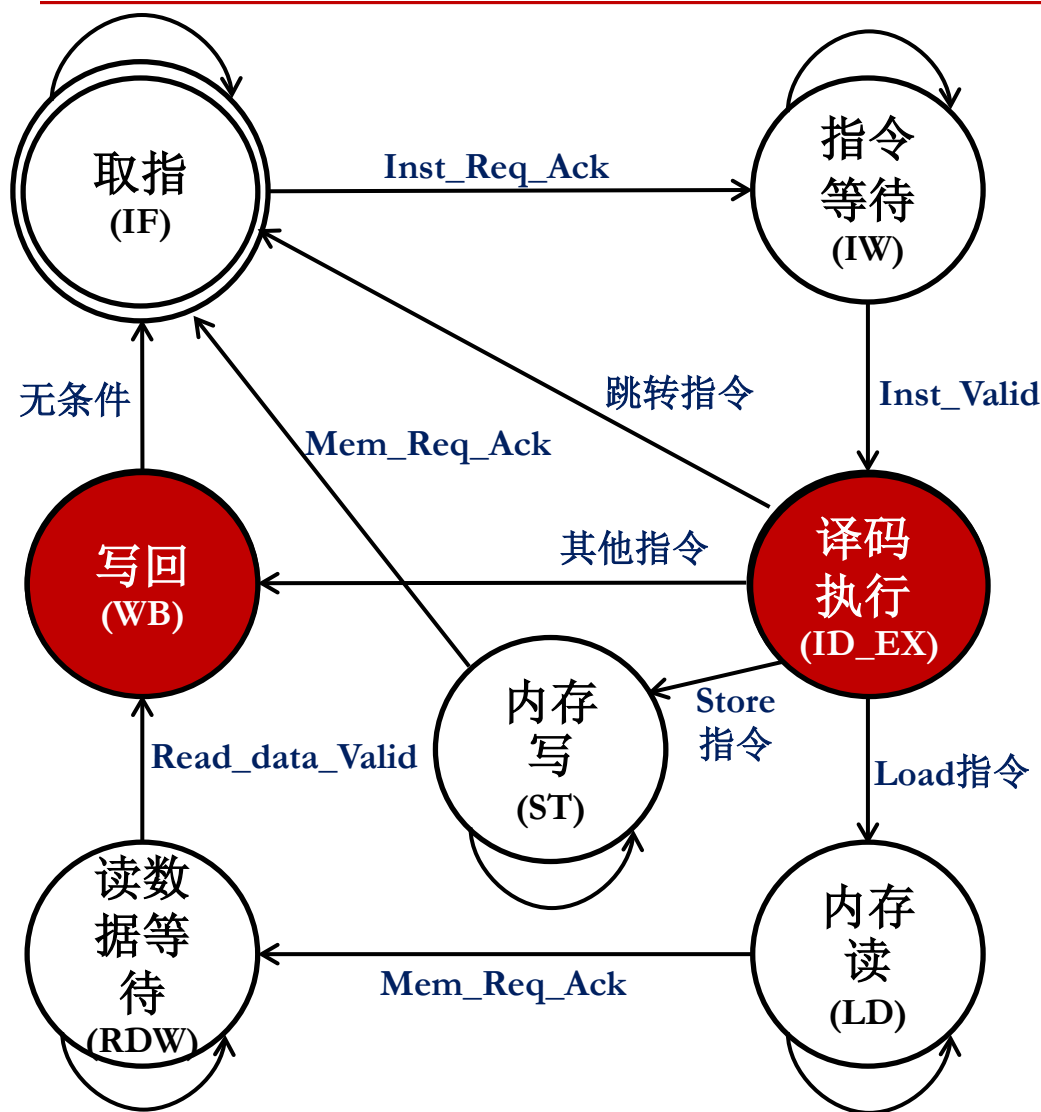 取指
(IF)
Inst_Req_Ack
指令
等待
(IW)
无条件
Mem_Req_Ack
跳转指令
Inst_Valid
写回
(WB)
其他指令
译码
执行
(ID_EX)
Read_data_Valid
内存
写
(ST)
Store
指令
Load指令
读数
据等
待
(RDW)
Mem_Req_Ack
内存
读
(LD)